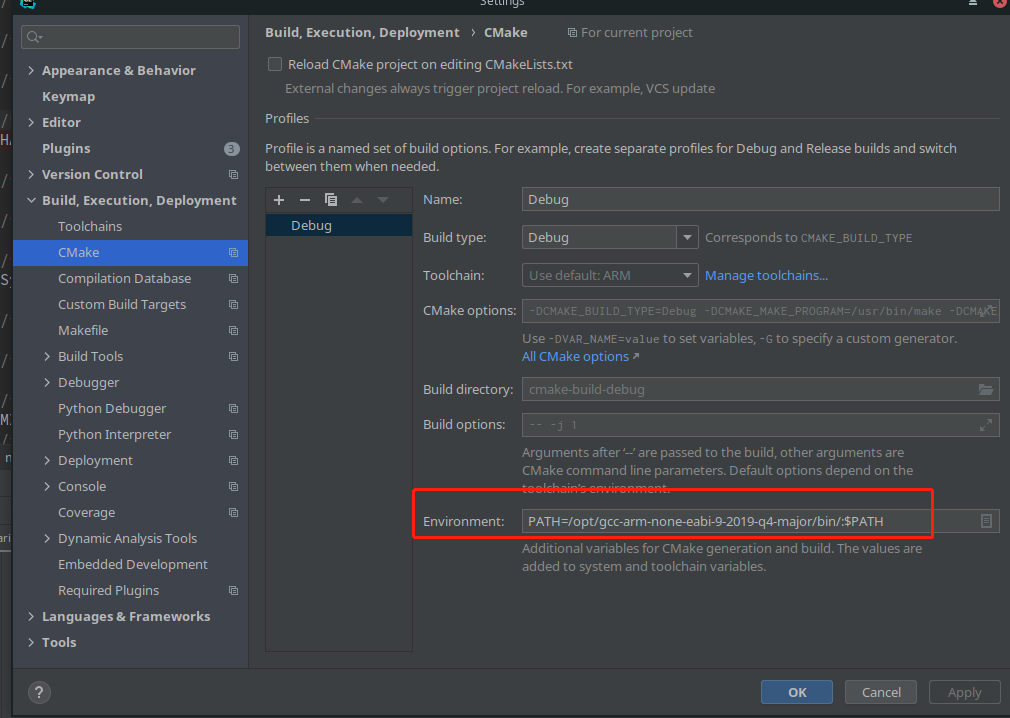 Settings
Build, Execution, Deployment › CMake
For current project
Appearance & Behavior
Keymap
Editor
Plugins
3
Version Control
Build, Execution, Deployment
Toolchains
CMake
Compilation Database
Custom Build Targets
Makefile
Build Tools
Debugger
Python Debugger
Python Interpreter
Deployment
Console
Coverage
Dynamic Analysis Tools
Embedded Development
Required Plugins
Languages & Frameworks
Tools
Reload CMake project on editing CMakeLists.txt
External changes always trigger project reload. For example, VCS update
Profiles
Profile is a named set of build options. For example, create separate profiles for Debug and Release builds and switch
between them when needed.
Debug
Name: Debug
Build type: Debug Corresponds to CMAKE_BUILD_TYPE
Toolchain: Use default: ARM Manage toolchains...
CMake options: -DCMAKE_BUILD_TYPE=Debug -DCMAKE_MAKE_PROGRAM=/usr/bin/make -DCMAKE
Use -DVAR_NAME=value to set variables, -G to specify a custom generator.
All CMake options ↗
Build directory: cmake-build-debug
Build options: -- -j 1
Arguments after ‘--’ are passed to the build, other arguments are
CMake command line parameters. Default options depend on the
toolchain's environment.
Environment: PATH=/opt/gcc-arm-none-eabi-9-2019-q4-major/bin/:$PATH
Additional variables for CMake generation and build. The values are
added to system and toolchain variables.
?
OK
Cancel
Apply